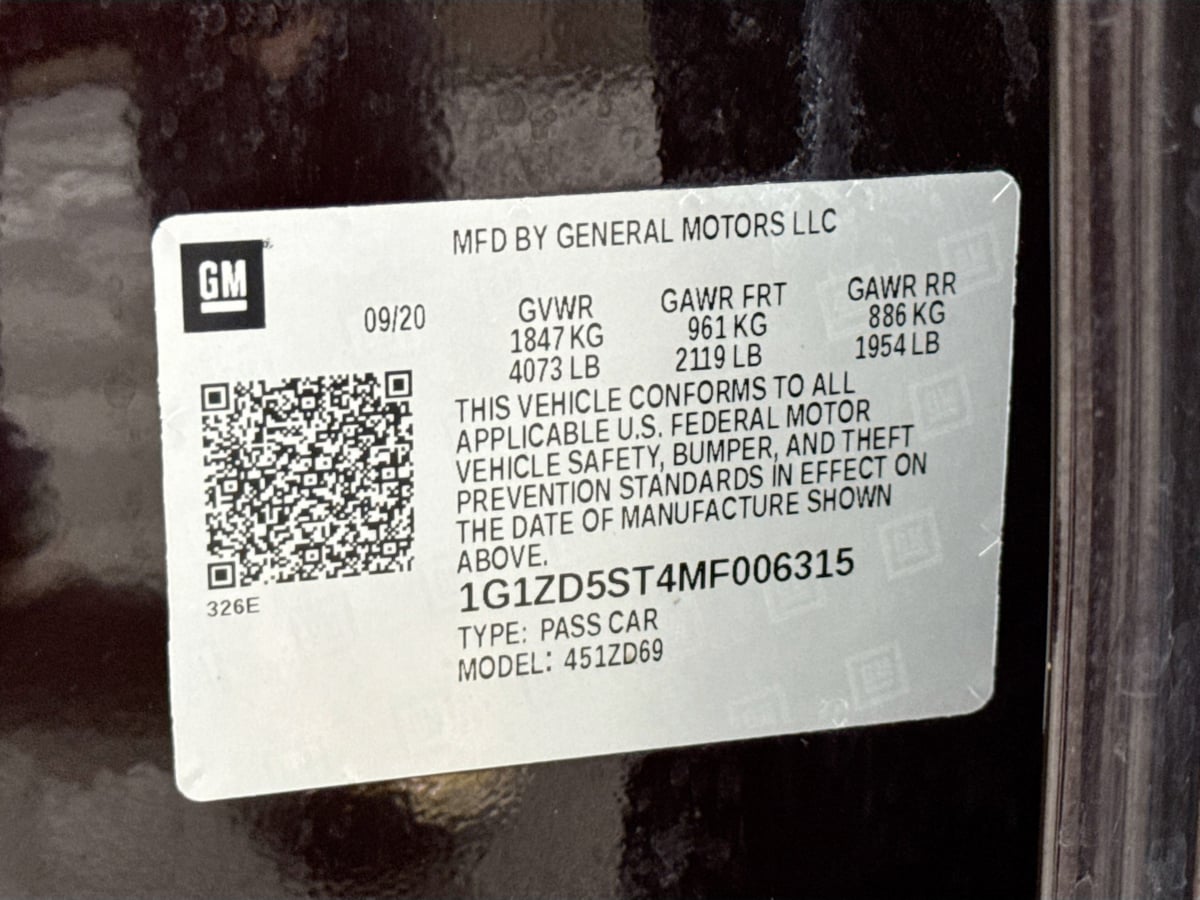 MFD BY GENERAL MOTORS LLC
GM
09/20
GVWR GAWR FRT GAWR RR
1847 KG 961 KG 886 KG
4073 LB 2119 LB 1954 LB
THIS VEHICLE CONFORMS TO ALL
APPLICABLE U.S. FEDERAL MOTOR
VEHICLE SAFETY, BUMPER, AND THEFT
PREVENTION STANDARDS IN EFFECT ON
THE DATE OF MANUFACTURE SHOWN
ABOVE.
1G1ZD5ST4MF006315
326E
TYPE: PASS CAR
MODEL: 451ZD69